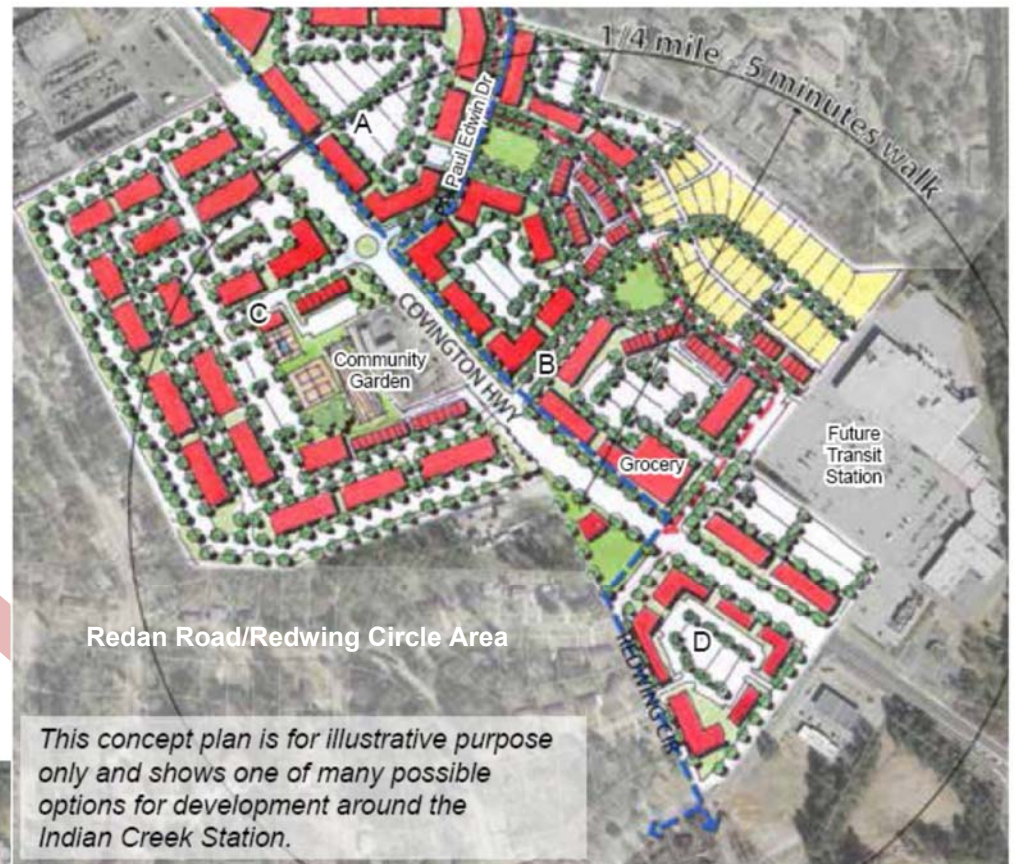 1/4 mile - 5 minutes walk
A
Paul Edwin Dr
C
COVINGTON HWY
Community
Garden
B
Grocery
Future
Transit
Station
Redan Road/Redwing Circle Area
D
REDWING CIR
This concept plan is for illustrative purpose
only and shows one of many possible
options for development around the
Indian Creek Station.